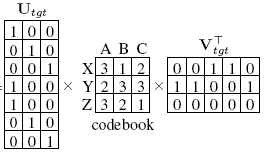 U_tgt
1 0 0
0 1 0
0 0 1
1 0 0
1 0 0
0 1 0
0 0 1
=
×
A B C
X 3 1 2
Y 2 3 3
Z 3 2 1
codebook
×
V_tgt^⊤
0 0 1 1 0
1 1 0 0 1
0 0 0 0 0